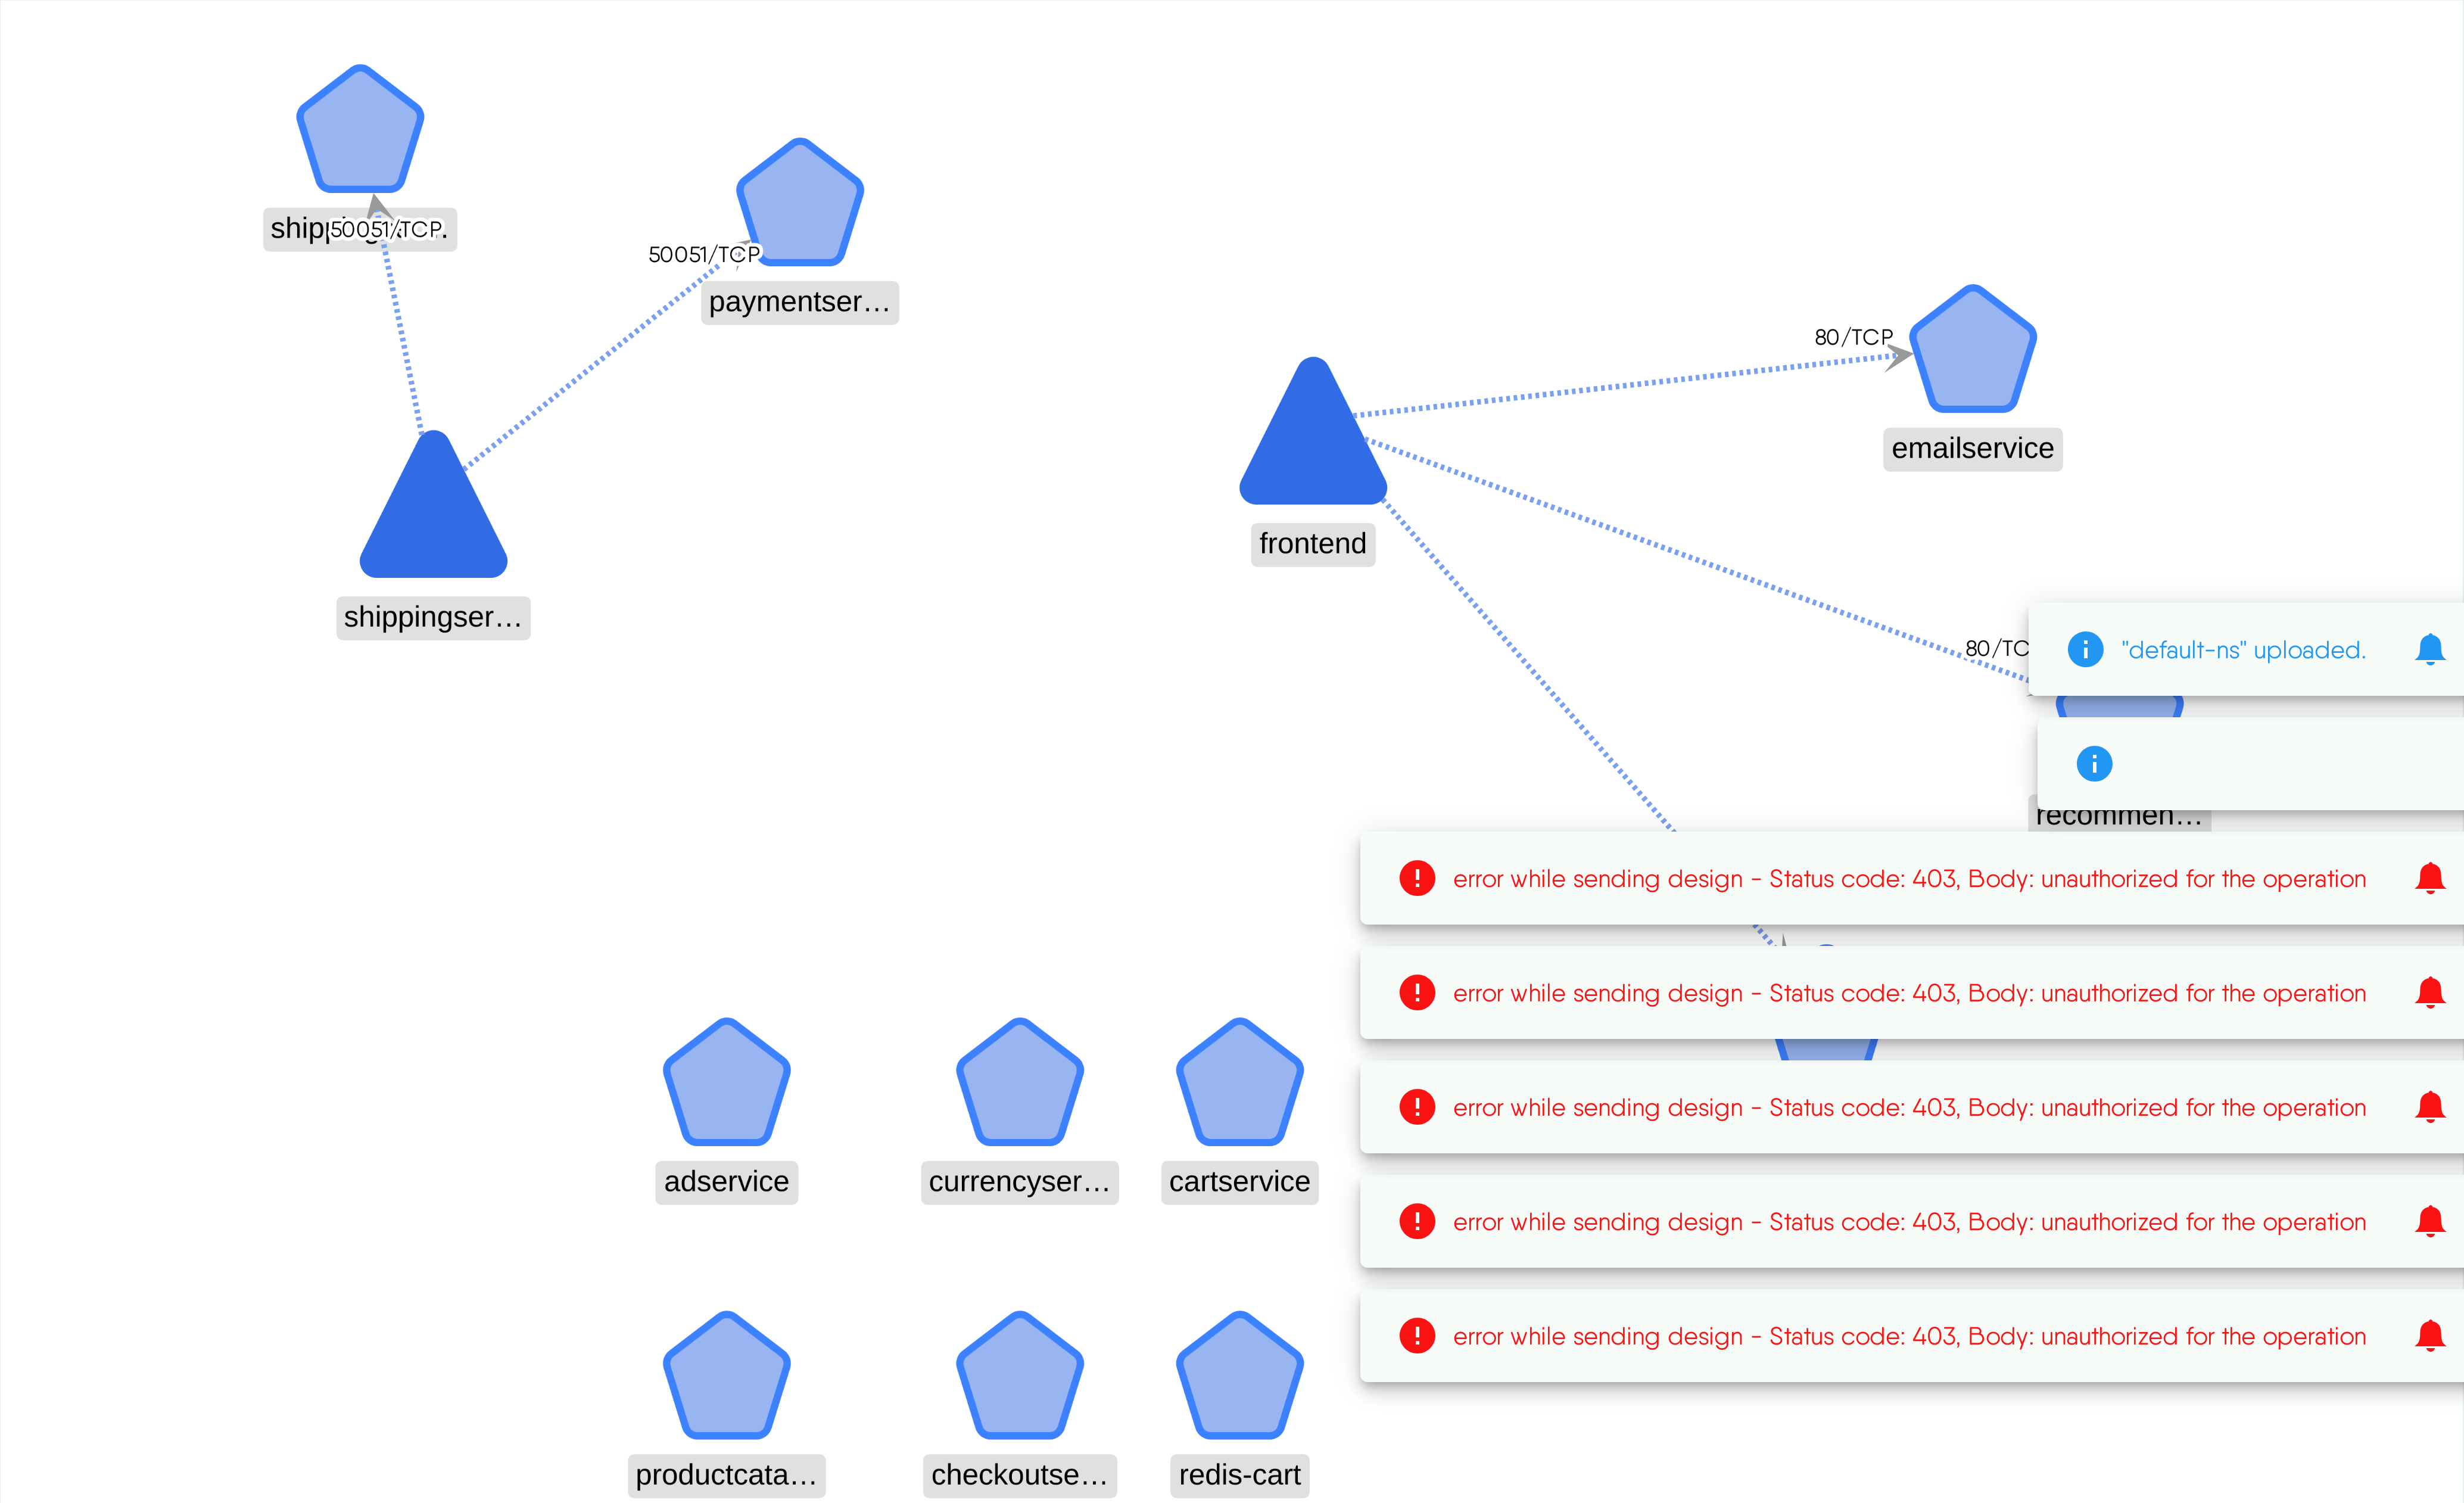 50051/TCP
50051/TCP
paymentser…
80/TCP
emailservice
frontend
shippingser…
80/TC
"default-ns" uploaded.
recommen…
error while sending design - Status code: 403, Body: unauthorized for the operation
error while sending design - Status code: 403, Body: unauthorized for the operation
error while sending design - Status code: 403, Body: unauthorized for the operation
error while sending design - Status code: 403, Body: unauthorized for the operation
error while sending design - Status code: 403, Body: unauthorized for the operation
adservice
currencyser…
cartservice
productcata…
checkoutse…
redis-cart